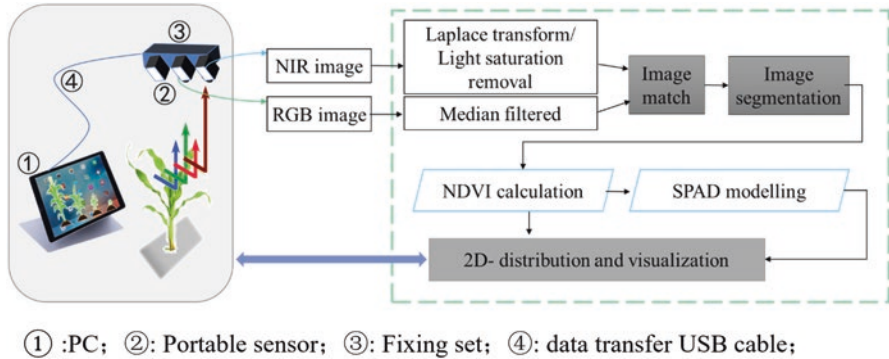 ③
④
②
①
NIR image
RGB image
Laplace transform/
Light saturation
removal
Median filtered
Image
match
Image
segmentation
NDVI calculation
SPAD modelling
2D- distribution and visualization
① :PC; ②: Portable sensor; ③: Fixing set; ④: data transfer USB cable;